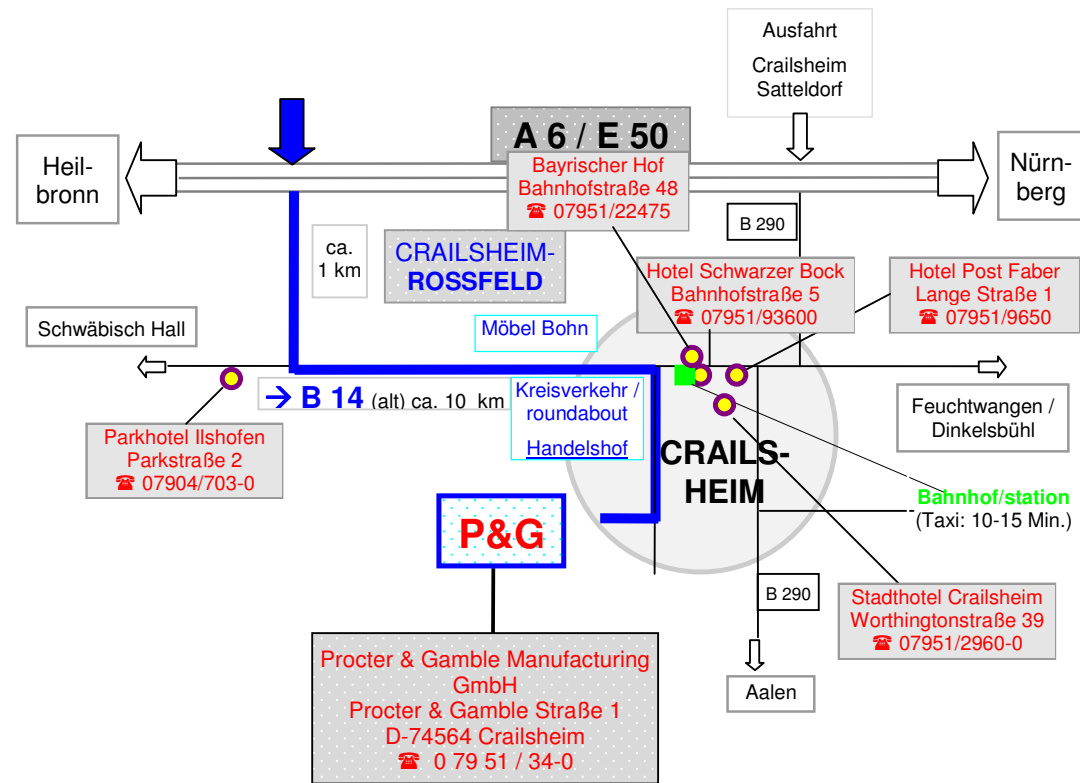 Ausfahrt
Crailsheim
Satteldorf
A 6 / E 50
Heil-
bronn
Nürn-
berg
Bayrischer Hof
Bahnhofstraße 48
☎ 07951/22475
B 290
ca.
1 km
CRAILSHEIM-
ROSSFELD
Hotel Schwarzer Bock
Bahnhofstraße 5
☎ 07951/93600
Hotel Post Faber
Lange Straße 1
☎ 07951/9650
Schwäbisch Hall
Möbel Bohn
→ B 14 (alt) ca. 10 km
Kreisverkehr /
roundabout
Handelshof
Feuchtwangen /
Dinkelsbühl
Parkhotel Ilshofen
Parkstraße 2
☎ 07904/703-0
CRAILS-
HEIM
Bahnhof/station
(Taxi: 10-15 Min.)
P&G
B 290
Stadthotel Crailsheim
Worthingtonstraße 39
☎ 07951/2960-0
Aalen
Procter & Gamble Manufacturing
GmbH
Procter & Gamble Straße 1
D-74564 Crailsheim
☎ 0 79 51 / 34-0